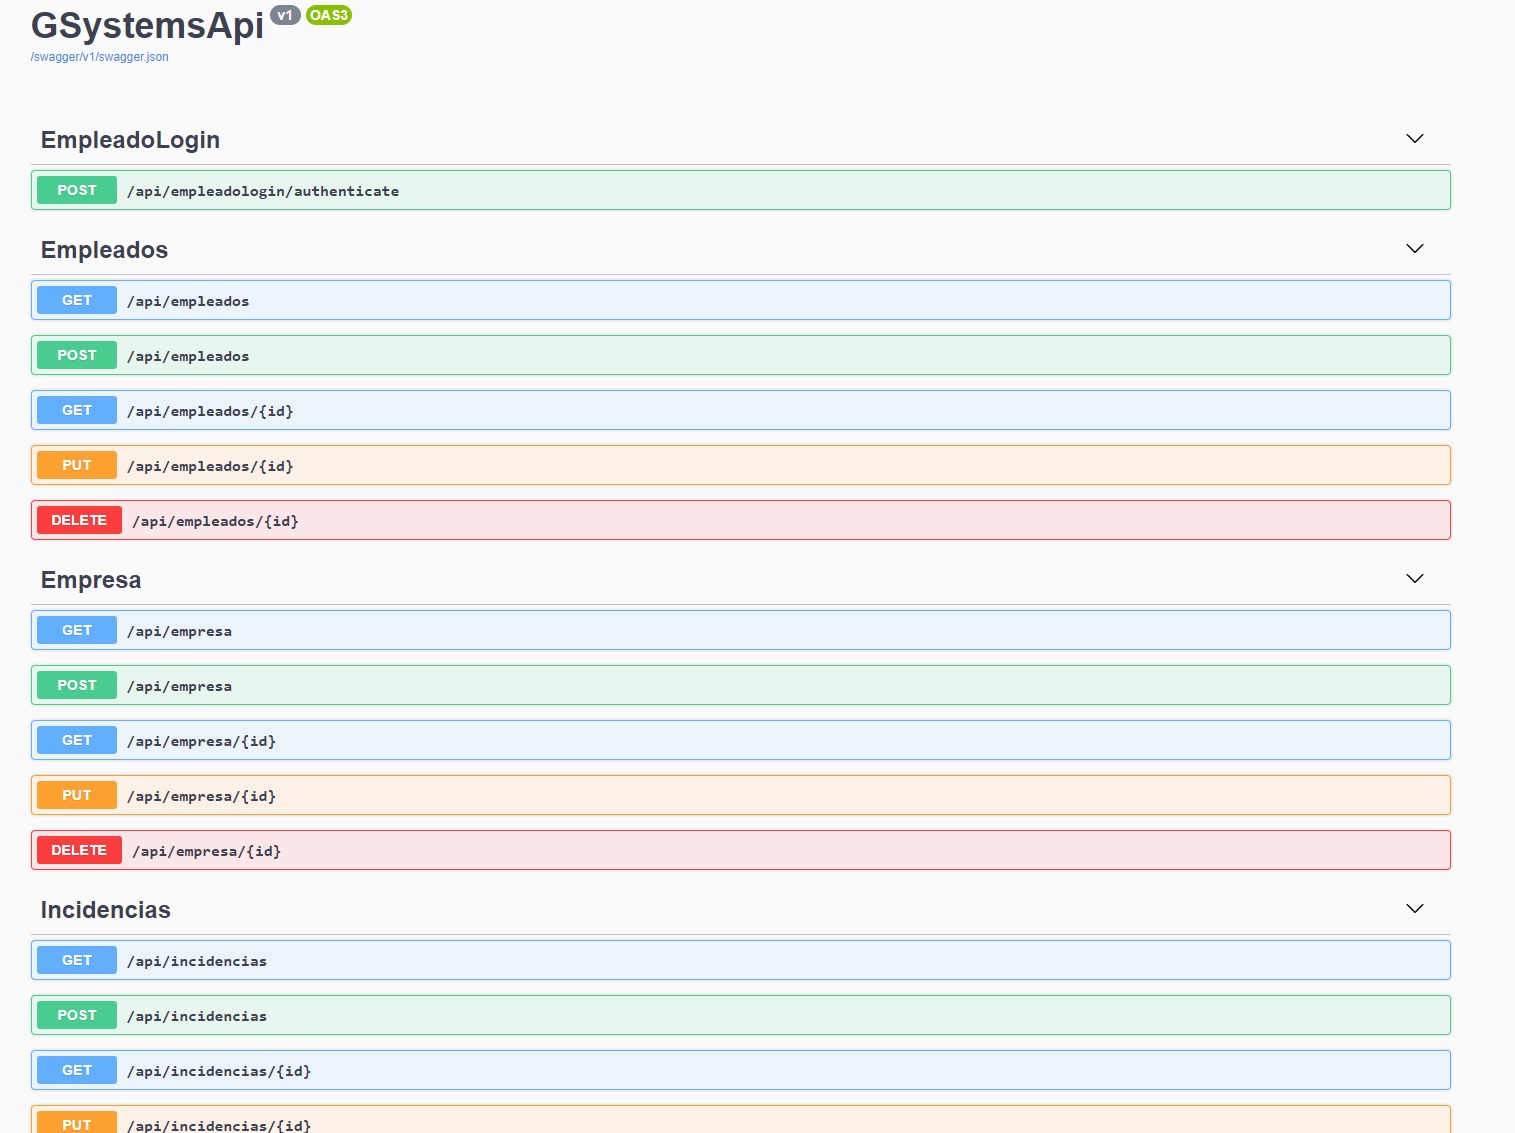 GSystemsApi v1 OAS3
/swagger/v1/swagger.json
EmpleadoLogin
POST /api/empleadologin/authenticate
Empleados
GET /api/empleados
POST /api/empleados
GET /api/empleados/{id}
PUT /api/empleados/{id}
DELETE /api/empleados/{id}
Empresa
GET /api/empresa
POST /api/empresa
GET /api/empresa/{id}
PUT /api/empresa/{id}
DELETE /api/empresa/{id}
Incidencias
GET /api/incidencias
POST /api/incidencias
GET /api/incidencias/{id}
PUT /api/incidencias/{id}